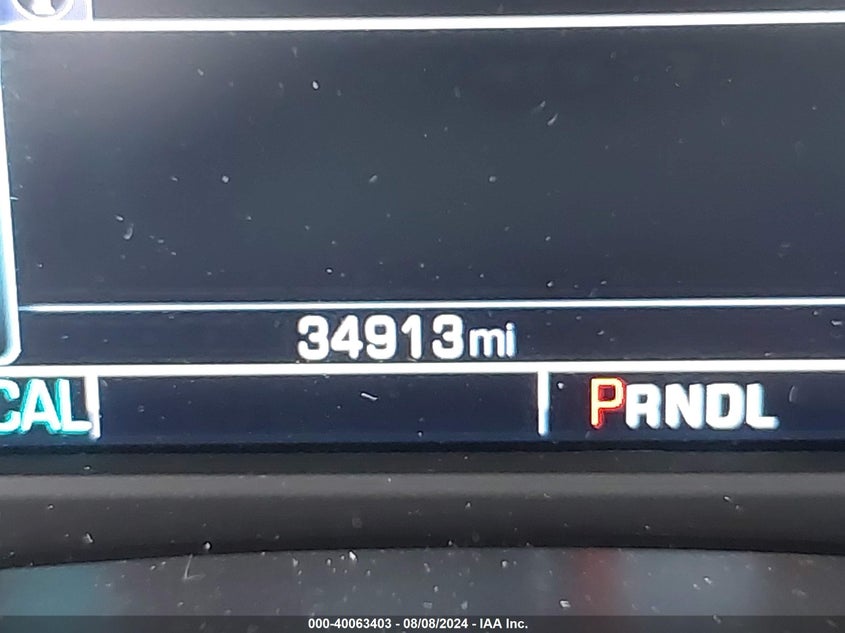 34913mi
CAL
PRNDL
000-40063403 - 08/08/2024 - IAA Inc.